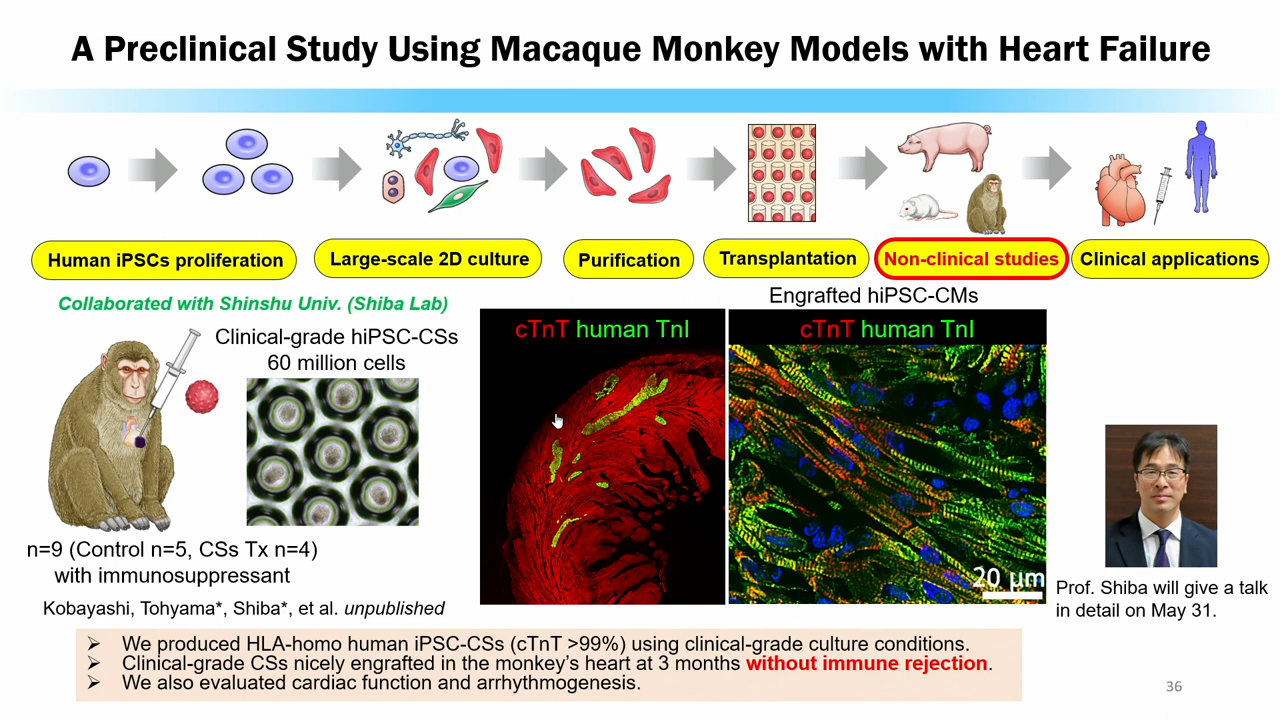 A Preclinical Study Using Macaque Monkey Models with Heart Failure
Human iPSCs proliferation
Large-scale 2D culture
Purification
Transplantation
Non-clinical studies
Clinical applications
Collaborated with Shinshu Univ. (Shiba Lab)
Clinical-grade hiPSC-CSs
60 million cells
n=9 (Control n=5, CSs Tx n=4)
with immunosuppressant
Kobayashi, Tohyama*, Shiba*, et al. unpublished
Engrafted hiPSC-CMs
cTnT human TnI
cTnT human TnI
20 μm
Prof. Shiba will give a talk
in detail on May 31.
➢ We produced HLA-homo human iPSC-CSs (cTnT >99%) using clinical-grade culture conditions.
➢ Clinical-grade CSs nicely engrafted in the monkey's heart at 3 months without immune rejection.
➢ We also evaluated cardiac function and arrhythmogenesis.
36